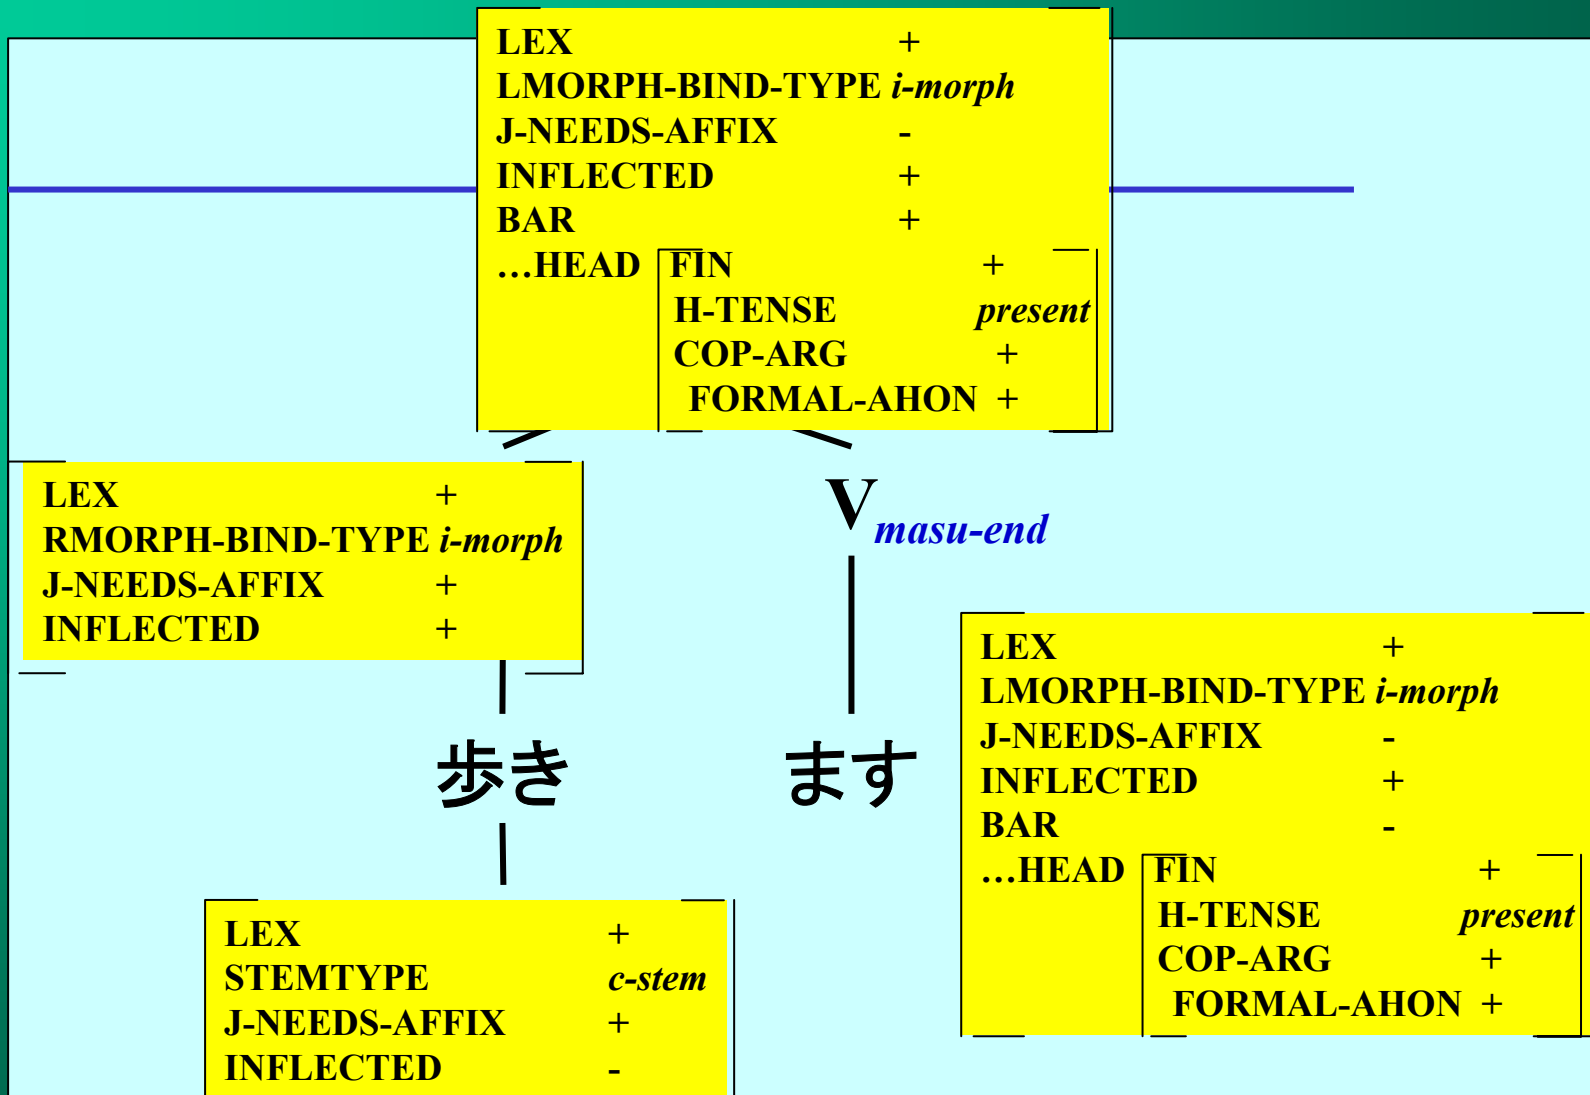 LEX +
LMORPH-BIND-TYPE i-morph
J-NEEDS-AFFIX -
INFLECTED +
BAR +
…HEAD FIN +
H-TENSE present
COP-ARG +
FORMAL-AHON +
LEX +
RMORPH-BIND-TYPE i-morph
J-NEEDS-AFFIX +
INFLECTED +
V masu-end
歩き ます
LEX +
LMORPH-BIND-TYPE i-morph
J-NEEDS-AFFIX -
INFLECTED +
BAR -
…HEAD FIN +
H-TENSE present
COP-ARG +
FORMAL-AHON +
LEX +
STEMTYPE c-stem
J-NEEDS-AFFIX +
INFLECTED -